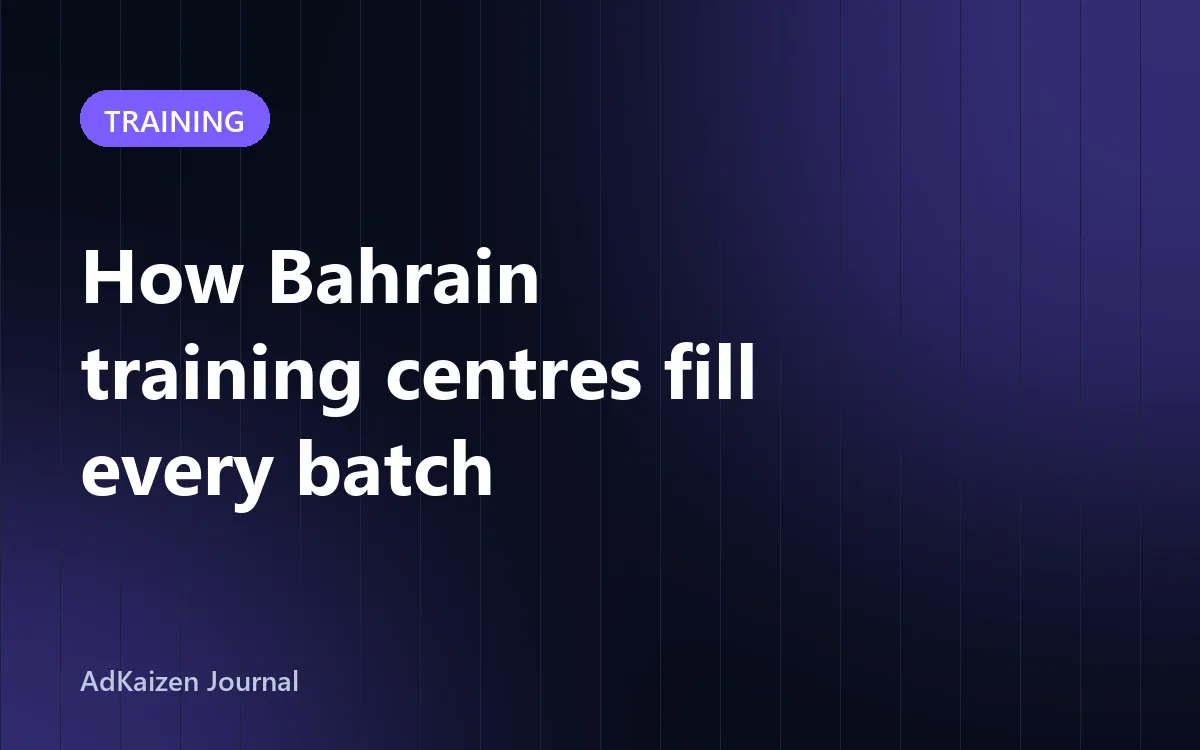 TRAINING
How Bahrain
training centres fill
every batch
AdKaizen Journal